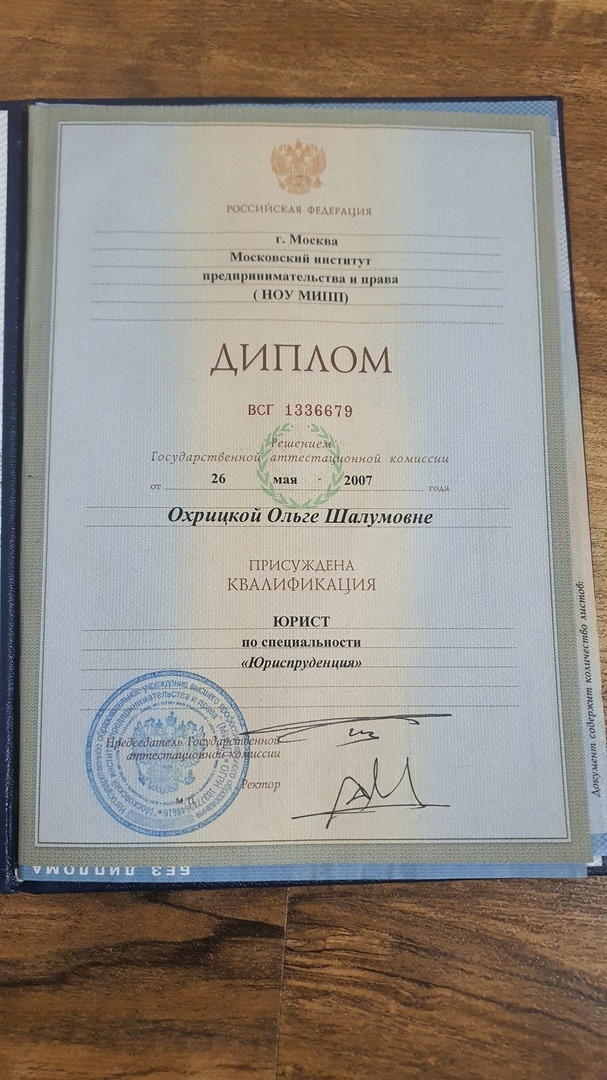 РОССИЙСКАЯ ФЕДЕРАЦИЯ
г. Москва
Московский институт
предпринимательства и права
( НОУ МИПП)
ДИПЛОМ
ВСГ 1336679
Решением
Государственной аттестационной комиссии
от 26 мая - 2007 года
Охрицкой Ольге Шалумовне
ПРИСУЖДЕНА
КВАЛИФИКАЦИЯ
ЮРИСТ
по специальности
«Юриспруденция»
Председатель Государственной
аттестационной комиссии
Ректор
М.П.
БЕЗ ДИПЛОМА
Документ содержит количество листов: